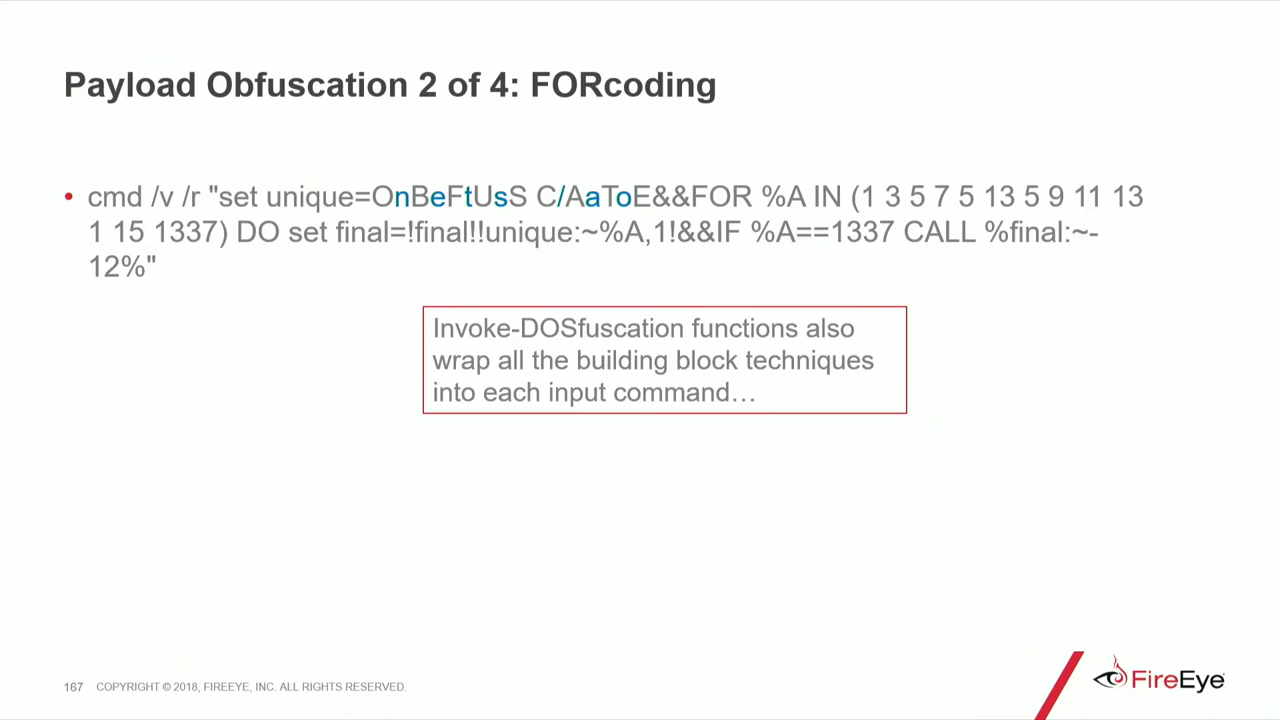 Payload Obfuscation 2 of 4: FORcoding
• cmd /v /r "set unique=OnBeFtUsS C/AaToE&&FOR %A IN (1 3 5 7 5 13 5 9 11 13
1 15 1337) DO set final=!final!!unique:~%A,1!&&IF %A==1337 CALL %final:~-
12%"
Invoke-DOSfuscation functions also
wrap all the building block techniques
into each input command…
167 COPYRIGHT © 2018, FIREEYE, INC. ALL RIGHTS RESERVED.
FireEye